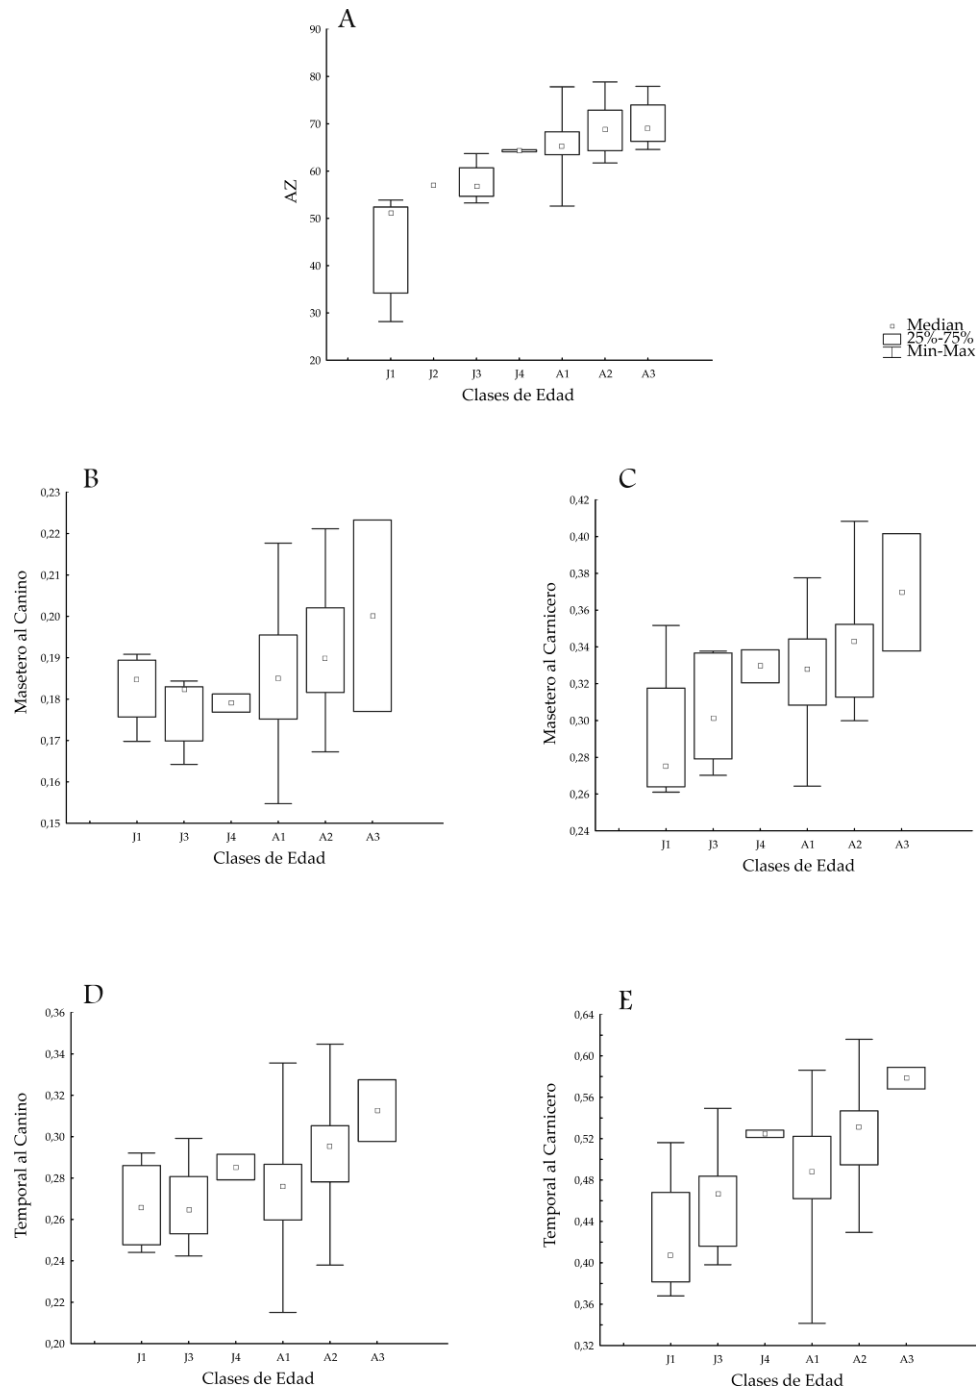 A
90
80
70
60
50
40
30
20
AZ
J1 J2 J3 J4 A1 A2 A3
Clases de Edad
Median
25%-75%
Min-Max
B
0,23
0,22
0,21
0,20
0,19
0,18
0,17
0,16
0,15
Masetero al Canino
J1 J3 J4 A1 A2 A3
Clases de Edad
C
0,42
0,40
0,38
0,36
0,34
0,32
0,30
0,28
0,26
0,24
Masetero al Carnicero
J1 J3 J4 A1 A2 A3
Clases de Edad
D
0,36
0,34
0,32
0,30
0,28
0,26
0,24
0,22
0,20
Temporal al Canino
J1 J3 J4 A1 A2 A3
Clases de Edad
E
0,64
0,60
0,56
0,52
0,48
0,44
0,40
0,36
0,32
Temporal al Carnicero
J1 J3 J4 A1 A2 A3
Clases de Edad